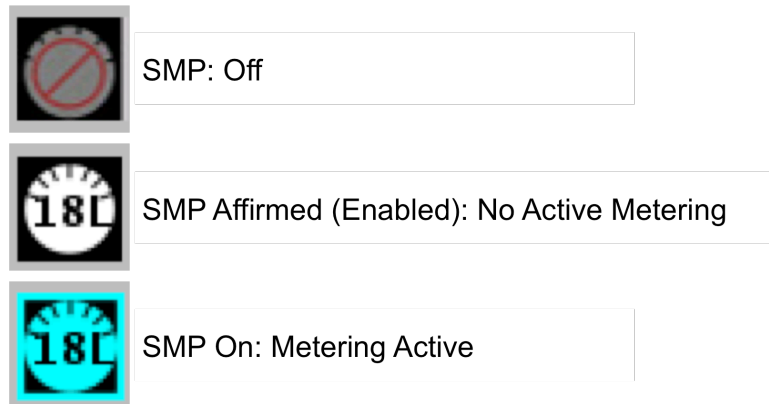 SMP: Off
18L
SMP Affirmed (Enabled): No Active Metering
18L
SMP On: Metering Active